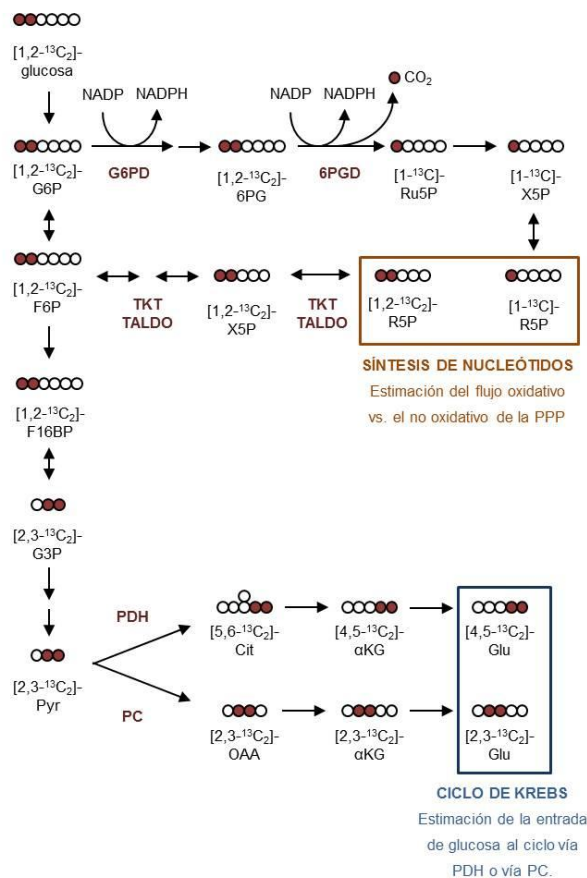 [1,2-¹³C₂]-
glucosa
NADP
NADPH
NADP
NADPH
CO₂
[1,2-¹³C₂]-
G6P
G6PD
[1,2-¹³C₂]-
6PG
6PGD
[1-¹³C]-
Ru5P
[1-¹³C]-
X5P
[1,2-¹³C₂]-
F6P
TKT
TALDO
[1,2-¹³C₂]-
X5P
TKT
TALDO
[1,2-¹³C₂]-
R5P
[1-¹³C]-
R5P
SÍNTESIS DE NUCLEÓTIDOS
Estimación del flujo oxidativo
vs. el no oxidativo de la PPP
[1,2-¹³C₂]-
F16BP
[2,3-¹³C₂]-
G3P
PDH
[5,6-¹³C₂]-
Cit
[4,5-¹³C₂]-
αKG
[4,5-¹³C₂]-
Glu
[2,3-¹³C₂]-
Pyr
PC
[2,3-¹³C₂]-
OAA
[2,3-¹³C₂]-
αKG
[2,3-¹³C₂]-
Glu
CICLO DE KREBS
Estimación de la entrada
de glucosa al ciclo vía
PDH o vía PC.